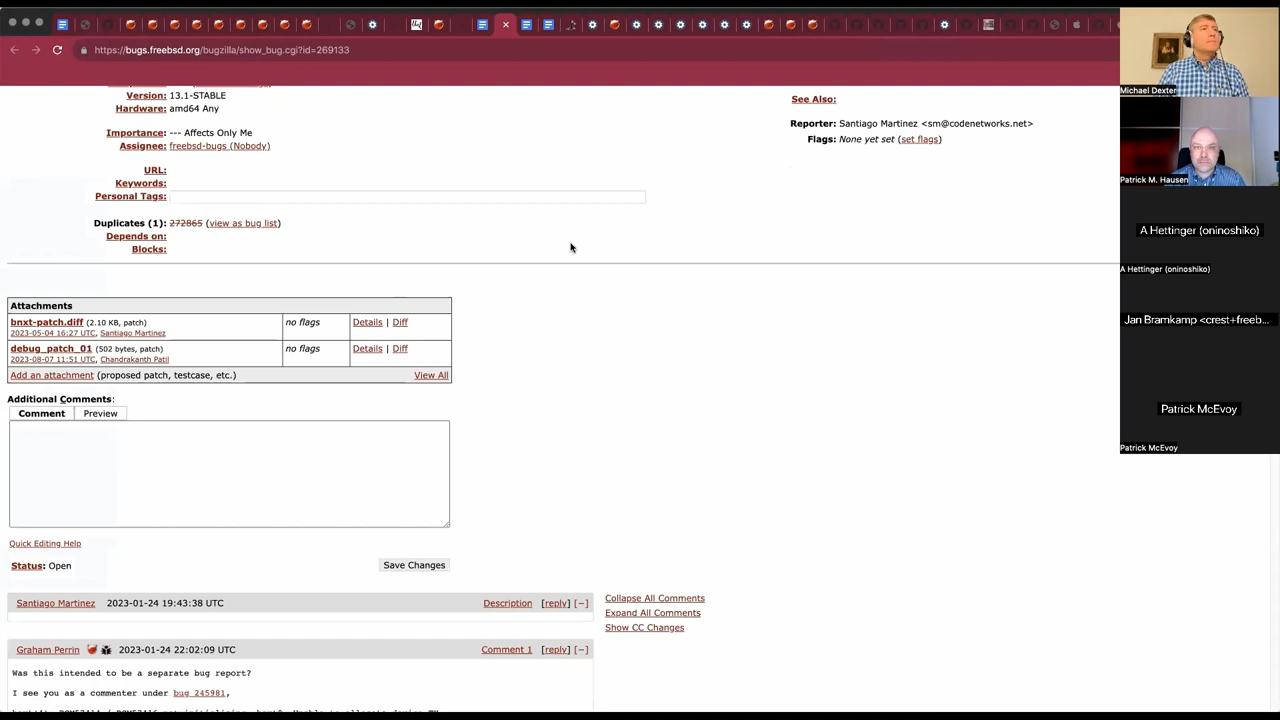 https://bugs.freebsd.org/bugzilla/show_bug.cgi?id=269133
Version: 13.1-STABLE
Hardware: amd64 Any
Importance: --- Affects Only Me
Assignee: freebsd-bugs (Nobody)
URL:
Keywords:
Personal Tags:
Duplicates (1): 272865 (view as bug list)
Depends on:
Blocks:
See Also:
Reporter: Santiago Martinez <sm@codenetworks.net>
Flags: None yet set (set flags)
Attachments
bnxt-patch.diff (2.10 KB, patch)
2023-05-04 16:27 UTC, Santiago Martinez
no flags
Details | Diff
debug_patch_01 (502 bytes, patch)
2023-08-07 11:51 UTC, Chandrakanth Patil
no flags
Details | Diff
Add an attachment (proposed patch, testcase, etc.)
View All
Additional Comments:
Comment
Preview
Quick Editing Help
Status: Open
Save Changes
Santiago Martinez 2023-01-24 19:43:38 UTC
Description [reply] [−]
Collapse All Comments
Expand All Comments
Show CC Changes
Graham Perrin 2023-01-24 22:02:09 UTC
Comment 1 [reply] [−]
Was this intended to be a separate bug report?
I see you as a commenter under bug 245981,
Michael Dexter
Patrick M. Hausen
A Hettinger (oninoshiko)
A Hettinger (oninoshiko)
Jan Bramkamp <crest+freeb...
Patrick McEvoy
Patrick McEvoy